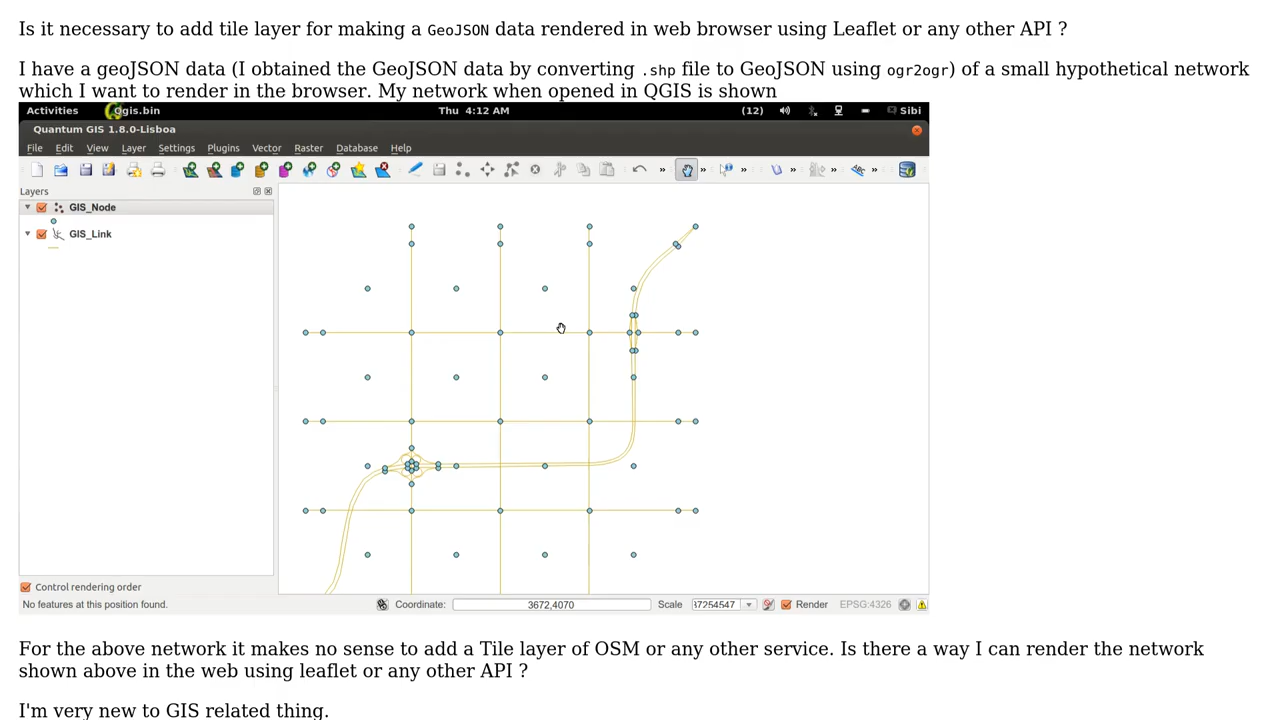 Is it necessary to add tile layer for making a GeoJSON data rendered in web browser using Leaflet or any other API ?
I have a geoJSON data (I obtained the GeoJSON data by converting .shp file to GeoJSON using ogr2ogr) of a small hypothetical network
which I want to render in the browser. My network when opened in QGIS is shown
Activities Qgis.bin Thu 4:12 AM (12) Sibi
Quantum GIS 1.8.0-Lisboa
File Edit View Layer Settings Plugins Vector Raster Database Help
Layers
GIS_Node
GIS_Link
Control rendering order
No features at this position found. Coordinate: 3672,4070 Scale 37254547 Render EPSG:4326
For the above network it makes no sense to add a Tile layer of OSM or any other service. Is there a way I can render the network
shown above in the web using leaflet or any other API ?
I'm very new to GIS related thing.